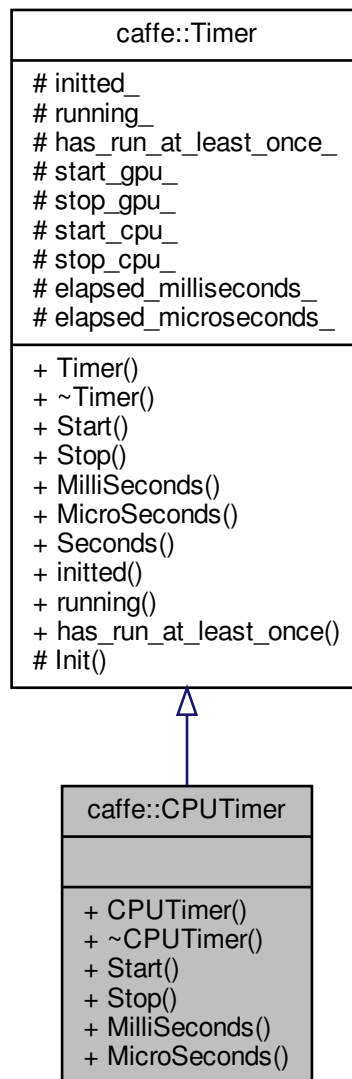 caffe::Timer
# initted_
# running_
# has_run_at_least_once_
# start_gpu_
# stop_gpu_
# start_cpu_
# stop_cpu_
# elapsed_milliseconds_
# elapsed_microseconds_
+ Timer()
+ ~Timer()
+ Start()
+ Stop()
+ MilliSeconds()
+ MicroSeconds()
+ Seconds()
+ initted()
+ running()
+ has_run_at_least_once()
# Init()
caffe::CPUTimer
+ CPUTimer()
+ ~CPUTimer()
+ Start()
+ Stop()
+ MilliSeconds()
+ MicroSeconds()